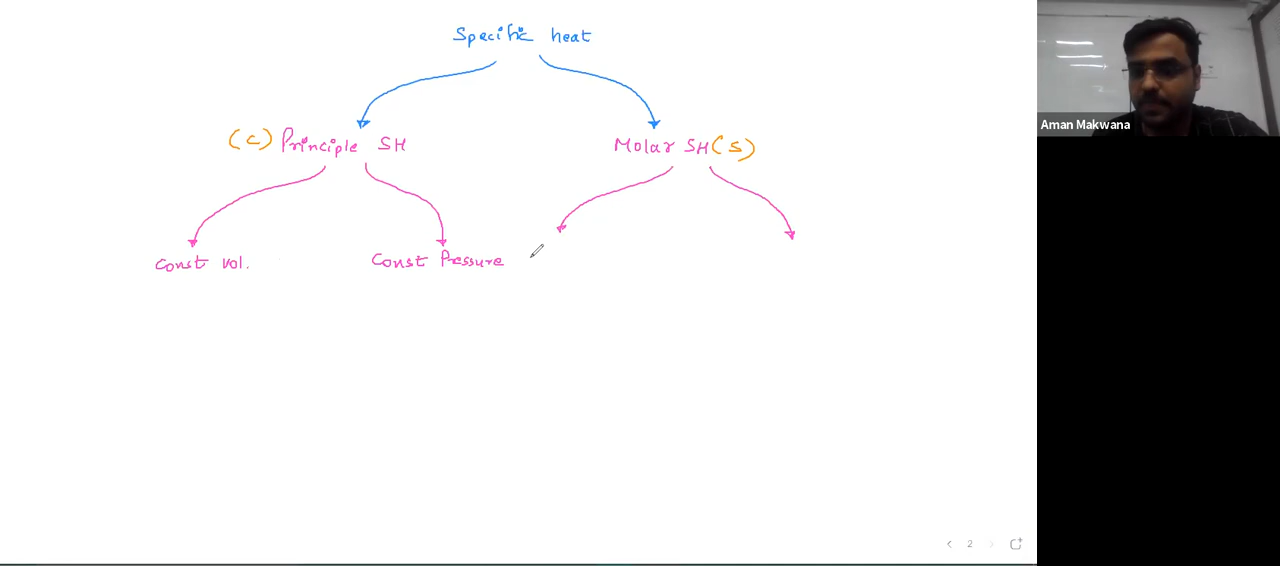 Specific heat
(C) Principle SH
Molar SH (S)
Const vol.
Const Pressure
Aman Makwana
2